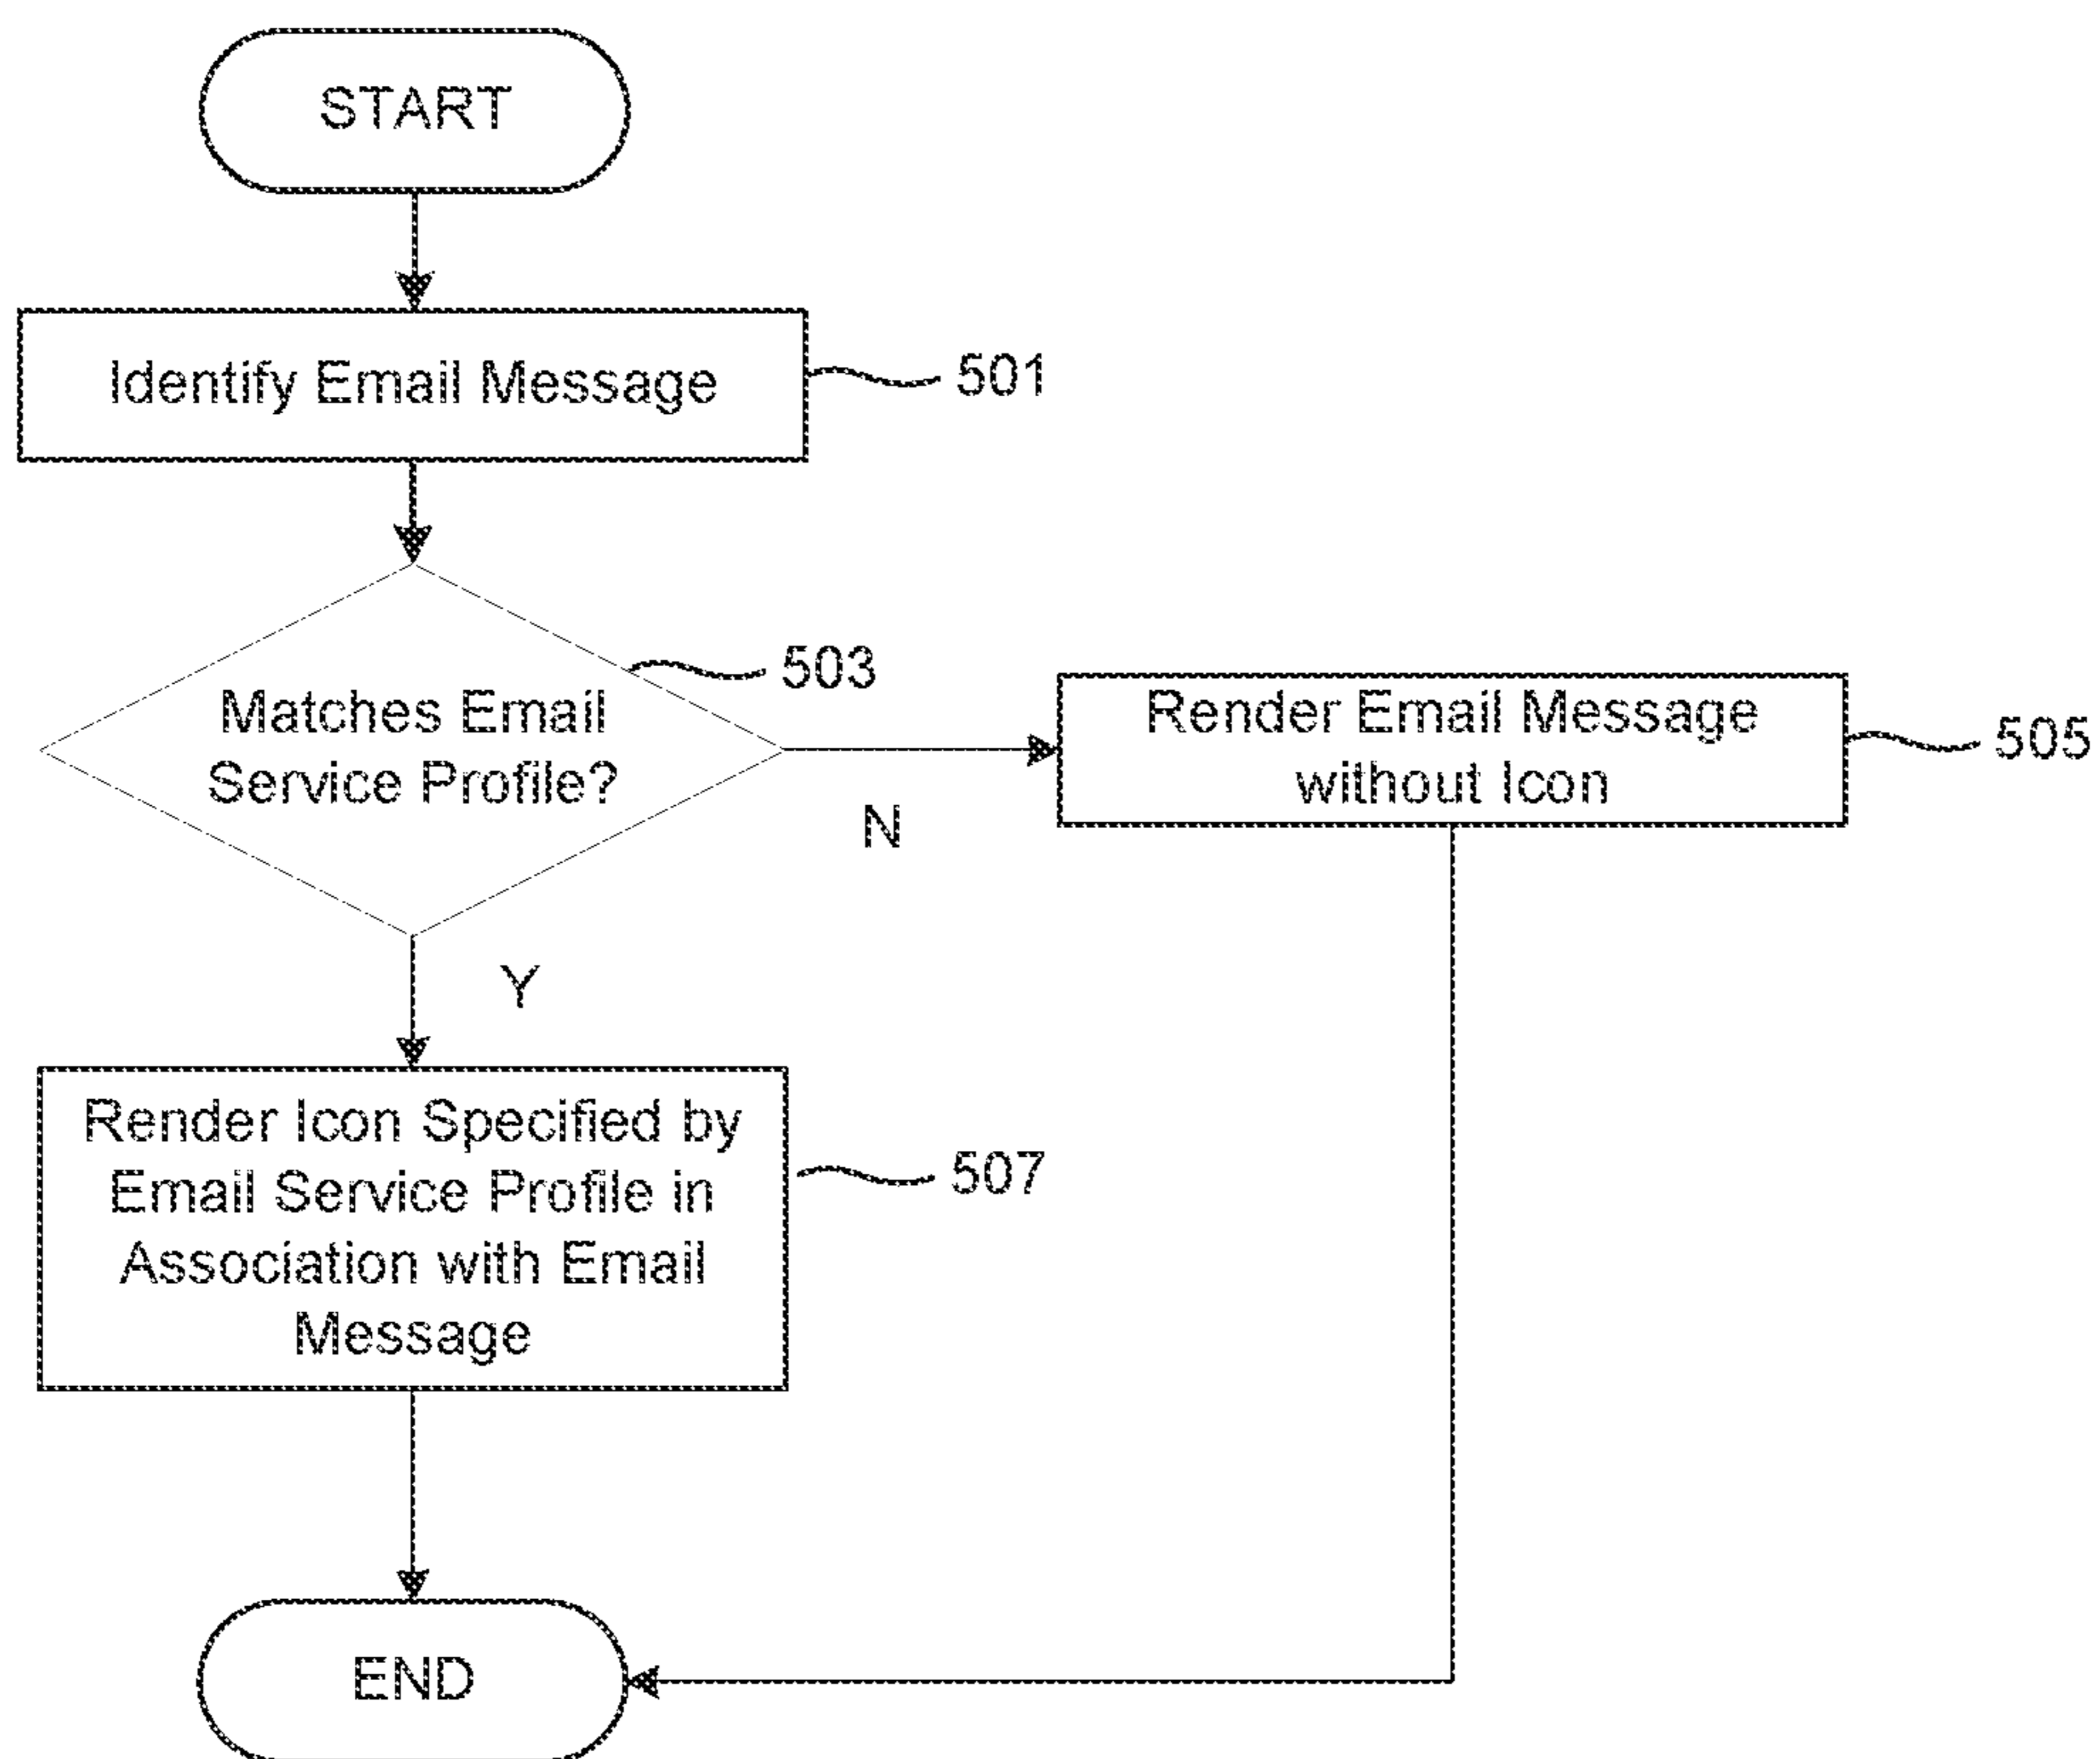 START
Identify Email Message
501
503
Matches Email
Service Profile?
Render Email Message
without Icon
505
N
Y
Render Icon Specified by
Email Service Profile in
Association with Email
Message
507
END